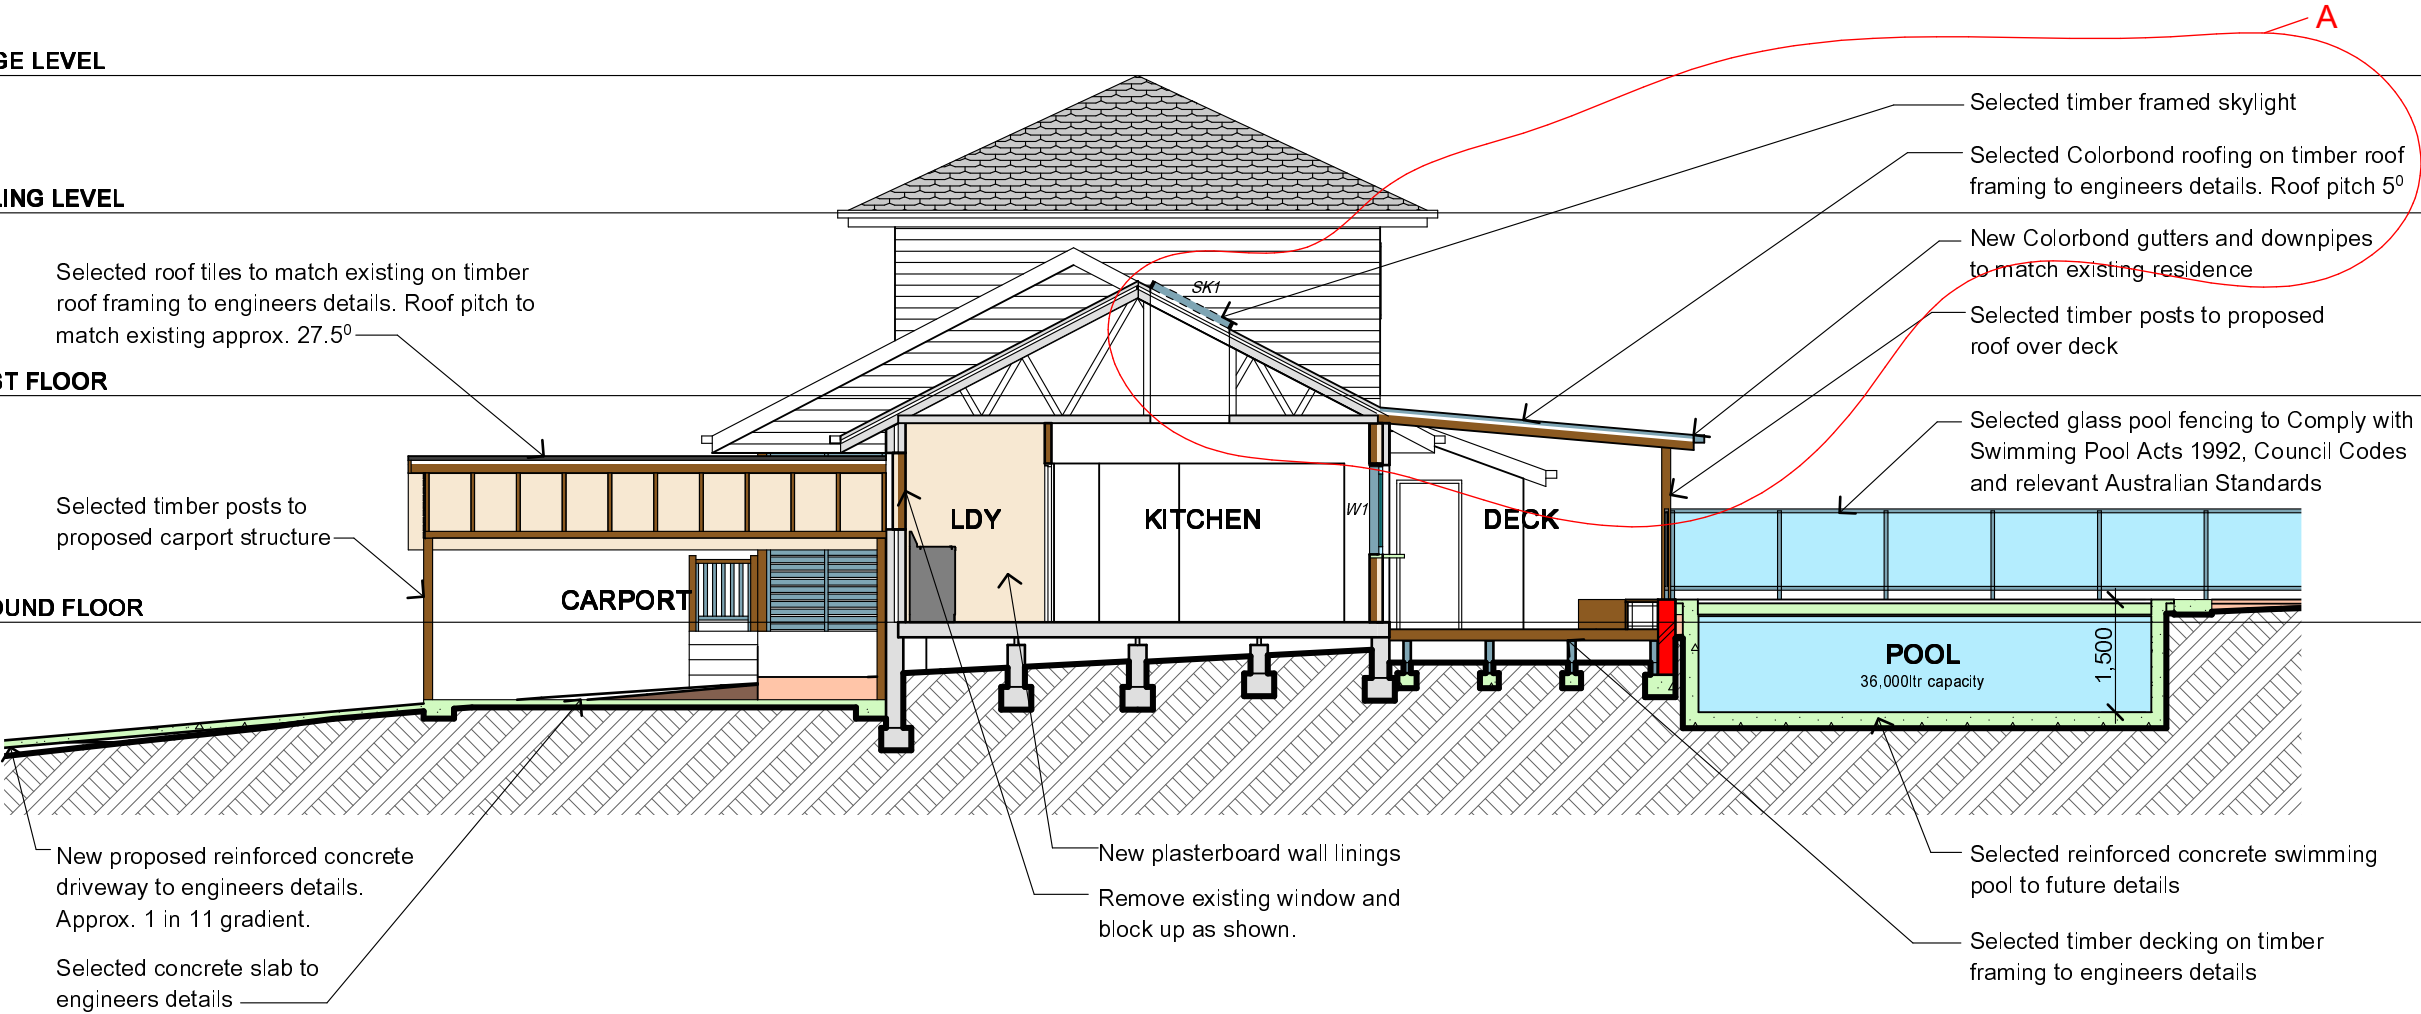 A
GE LEVEL
LING LEVEL
ST FLOOR
OUND FLOOR
Selected timber framed skylight
Selected Colorbond roofing on timber roof
framing to engineers details. Roof pitch 5⁰
New Colorbond gutters and downpipes
to match existing residence
Selected timber posts to proposed
roof over deck
Selected glass pool fencing to Comply with
Swimming Pool Acts 1992, Council Codes
and relevant Australian Standards
Selected roof tiles to match existing on timber
roof framing to engineers details. Roof pitch to
match existing approx. 27.5⁰
Selected timber posts to
proposed carport structure
SK1
W1
LDY
KITCHEN
DECK
CARPORT
POOL
36,000ltr capacity
1,500
New proposed reinforced concrete
driveway to engineers details.
Approx. 1 in 11 gradient.
Selected concrete slab to
engineers details
New plasterboard wall linings
Remove existing window and
block up as shown.
Selected reinforced concrete swimming
pool to future details
Selected timber decking on timber
framing to engineers details